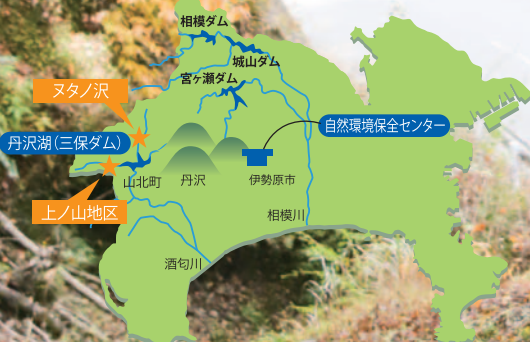 相模ダム
城山ダム
宮ヶ瀬ダム
ヌタノ沢
自然環境保全センター
丹沢湖(三保ダム)
山北町
丹沢
伊勢原市
上ノ山地区
相模川
酒匂川